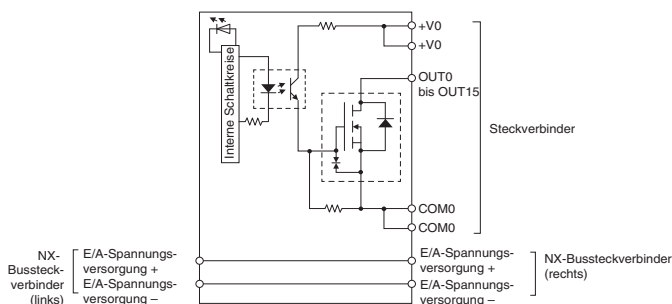 +V0
+V0
OUT0
bis OUT15
Interne Schaltkreise
Steckverbinder
COM0
COM0
NX-
Bussteck-
verbinder
(links)
E/A-Spannungs-
versorgung +
E/A-Spannungs-
versorgung –
E/A-Spannungs-
versorgung +
E/A-Spannungs-
versorgung –
NX-Bussteckverbinder
(rechts)